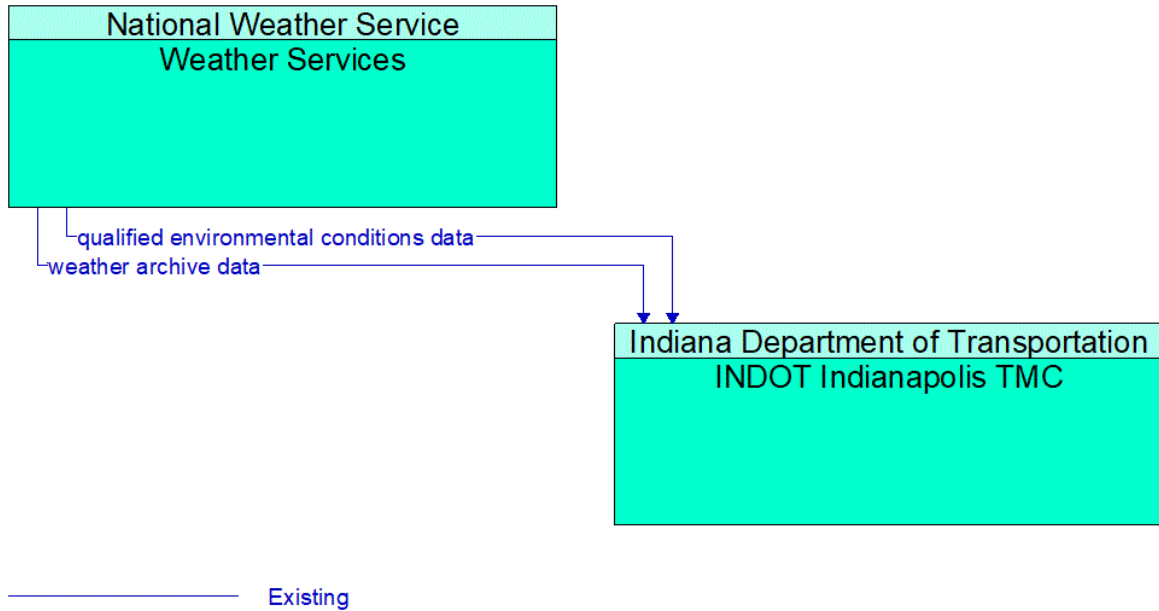 National Weather Service
Weather Services
qualified environmental conditions data
weather archive data
Indiana Department of Transportation
INDOT Indianapolis TMC
Existing